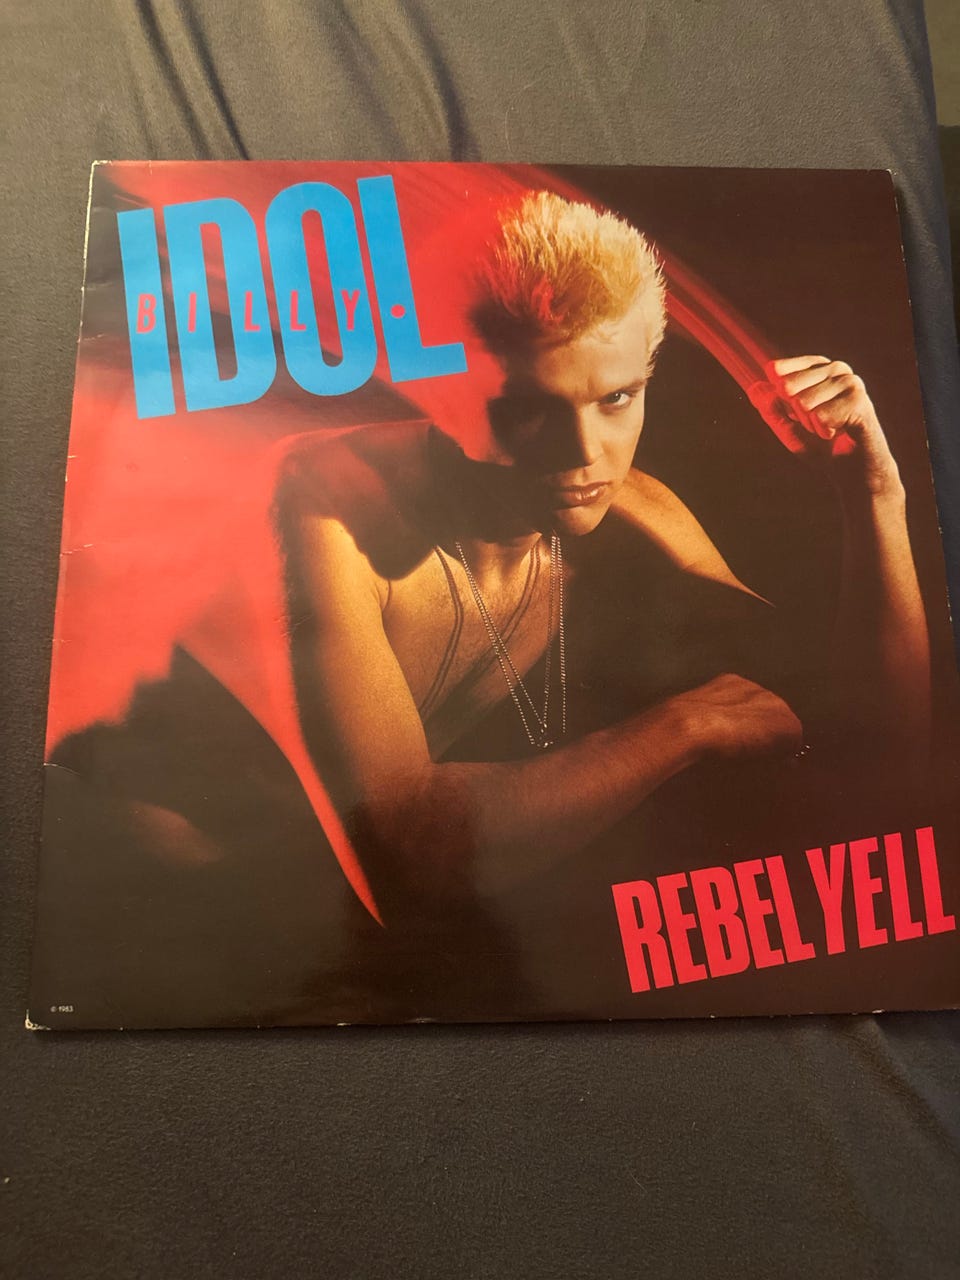 IDOL
BILLY•
REBEL YELL
℗ 1983